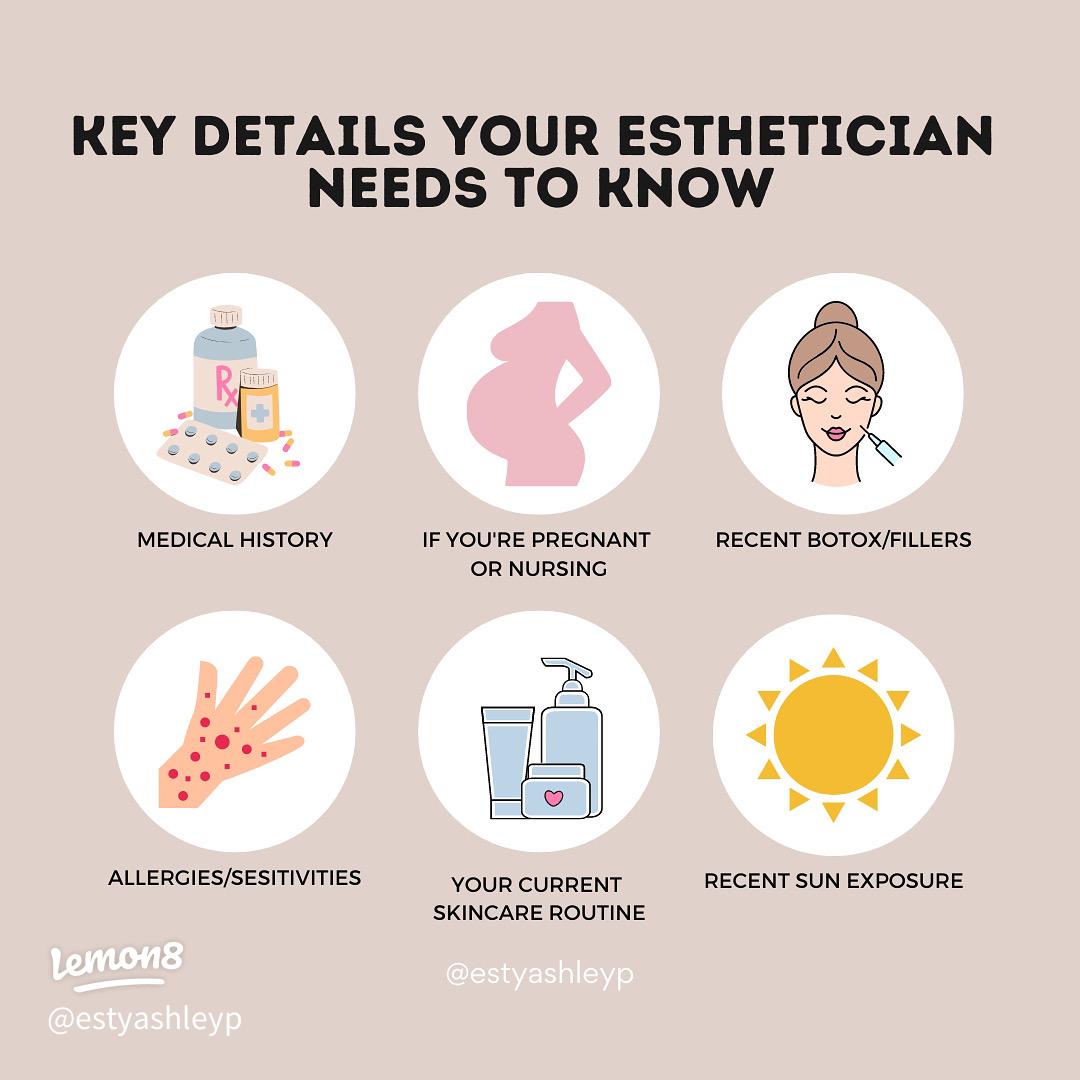 KEY DETAILS YOUR ESTHETICIAN
NEEDS TO KNOW
Rx
MEDICAL HISTORY
IF YOU'RE PREGNANT
OR NURSING
RECENT BOTOX/FILLERS
ALLERGIES/SESITIVITIES
YOUR CURRENT
SKINCARE ROUTINE
RECENT SUN EXPOSURE
Lemon8
@estyashleyp
@estyashleyp